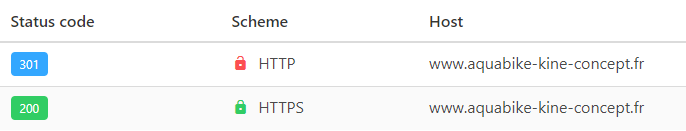 Status code Scheme Host
301 HTTP www.aquabike-kine-concept.fr
200 HTTPS www.aquabike-kine-concept.fr